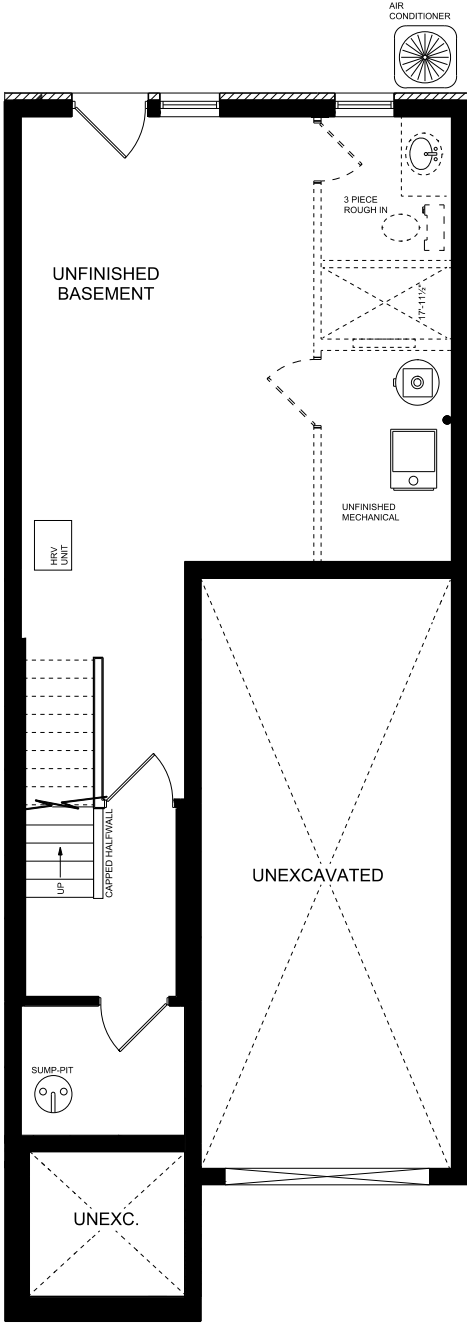 AIR
CONDITIONER
3 PIECE
ROUGH IN
UNFINISHED
BASEMENT
17'-11½"
UNFINISHED
MECHANICAL
HRV
UNIT
UP
CAPPED HALFWALL
UNEXCAVATED
SUMP-PIT
UNEXC.